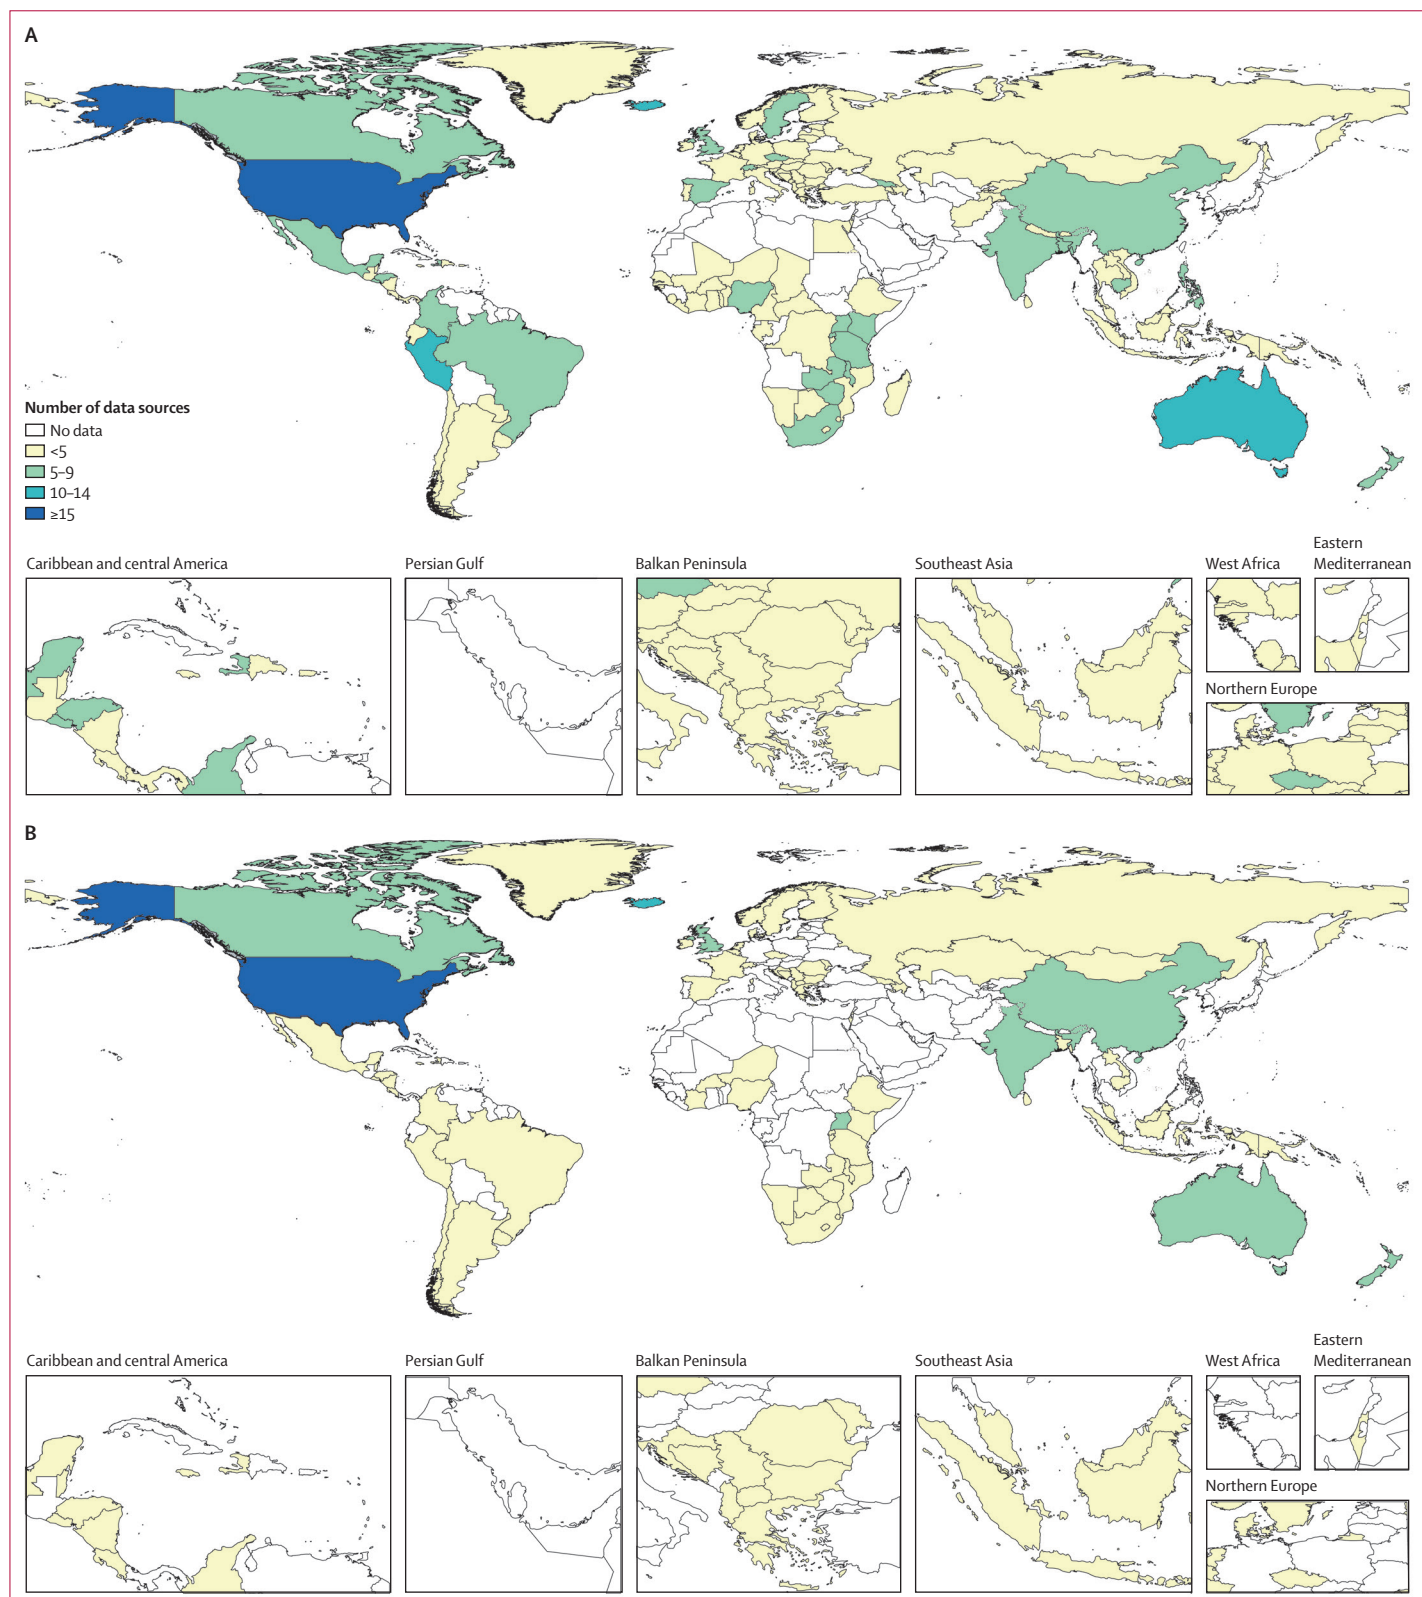 A
Number of data sources
No data
<5
5–9
10–14
≥15
Caribbean and central America
Persian Gulf
Balkan Peninsula
Southeast Asia
West Africa
Eastern
Mediterranean
Northern Europe
B
Caribbean and central America
Persian Gulf
Balkan Peninsula
Southeast Asia
West Africa
Eastern
Mediterranean
Northern Europe